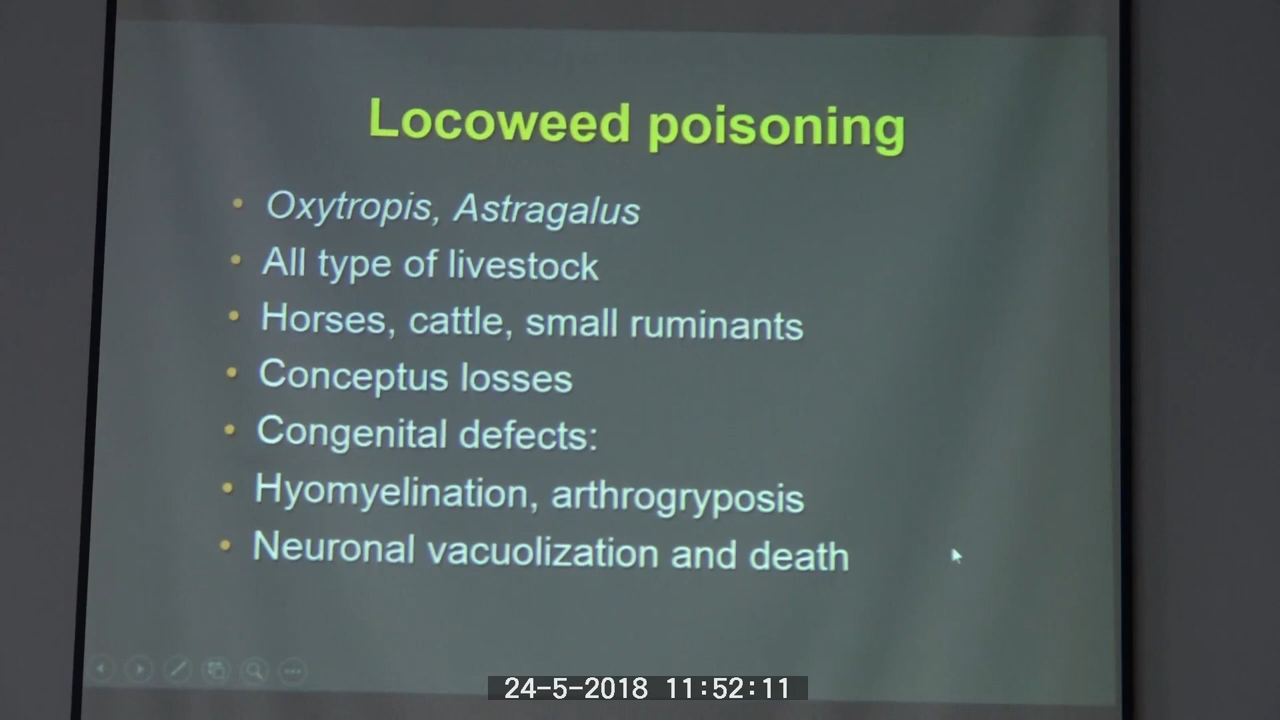 Locoweed poisoning
• Oxytropis, Astragalus
• All type of livestock
• Horses, cattle, small ruminants
• Conceptus losses
• Congenital defects:
• Hyomyelination, arthrogryposis
• Neuronal vacuolization and death
24-5-2018 11:52:11